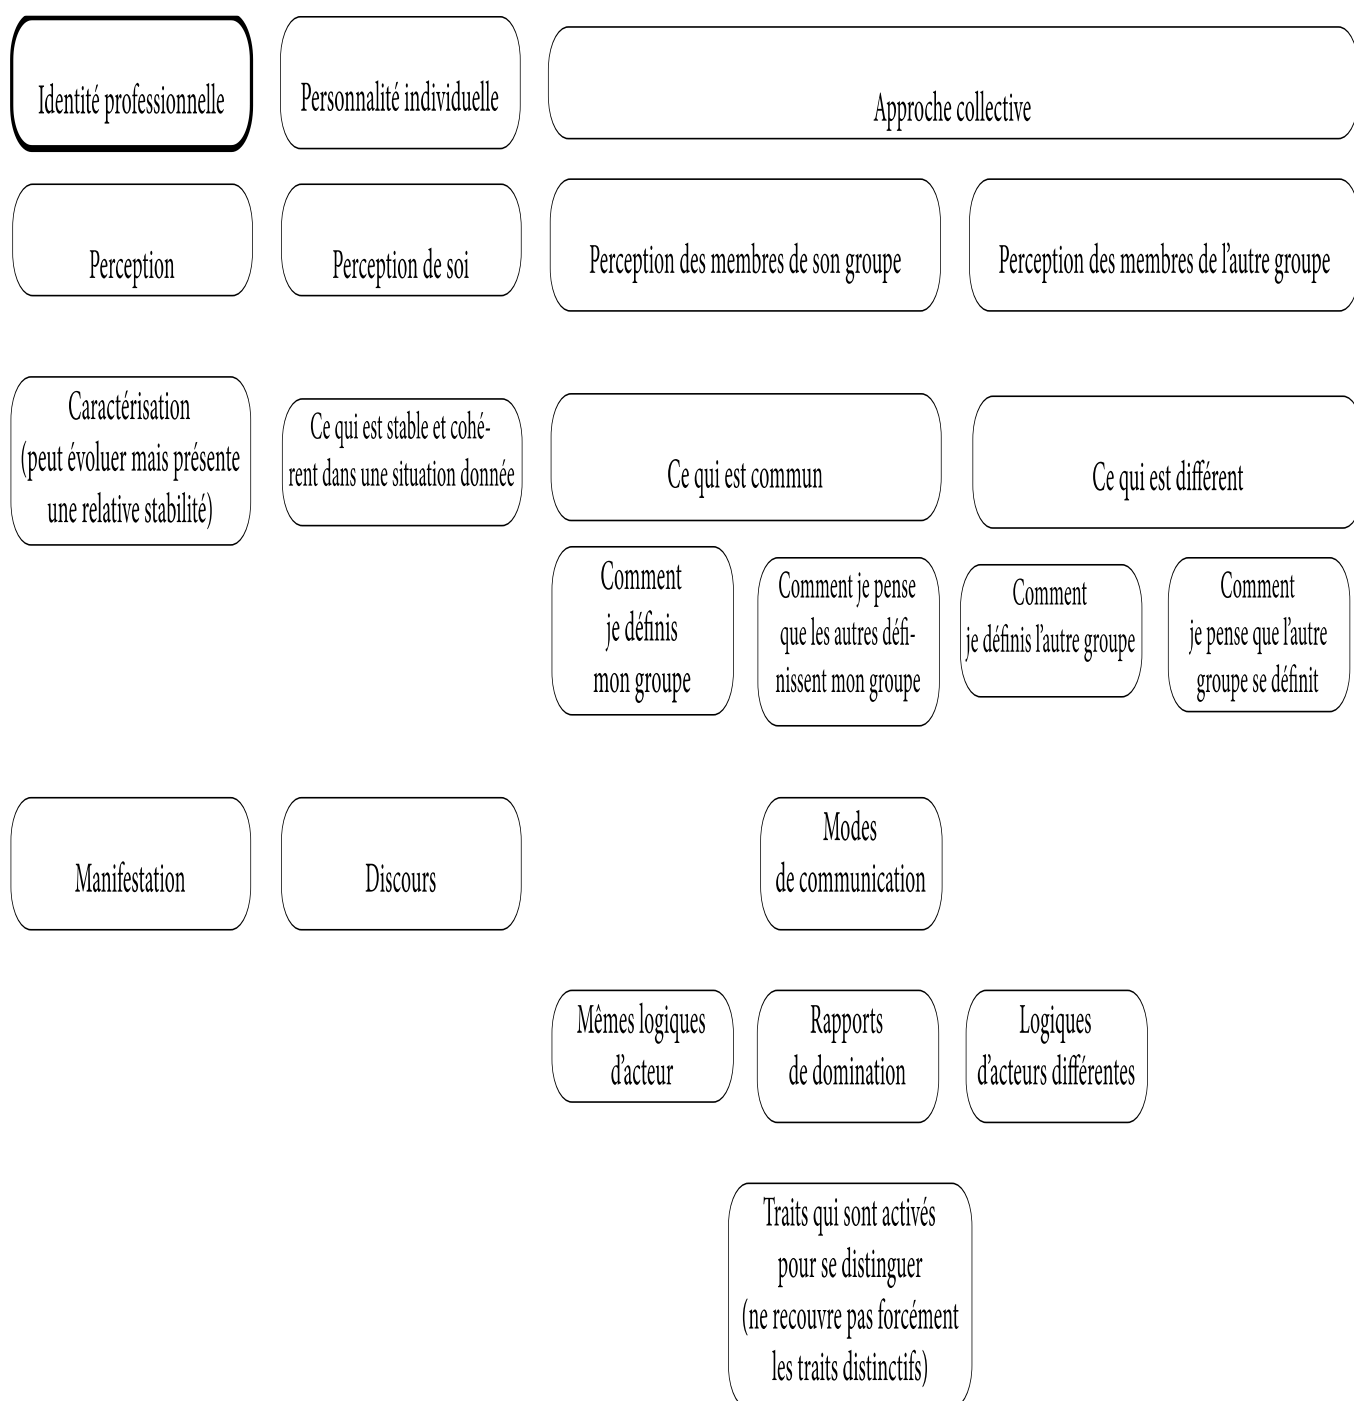 Identité professionnelle
Personnalité individuelle
Approche collective
Perception
Perception de soi
Perception des membres de son groupe
Perception des membres de l'autre groupe
Caractérisation
(peut évoluer mais présente
une relative stabilité)
Ce qui est stable et cohé-
rent dans une situation donnée
Ce qui est commun
Ce qui est différent
Comment
je définis
mon groupe
Comment je pense
que les autres défi-
nissent mon groupe
Comment
je définis l'autre groupe
Comment
je pense que l'autre
groupe se définit
Manifestation
Discours
Modes
de communication
Mêmes logiques
d'acteur
Rapports
de domination
Logiques
d'acteurs différentes
Traits qui sont activés
pour se distinguer
(ne recouvre pas forcément
les traits distinctifs)